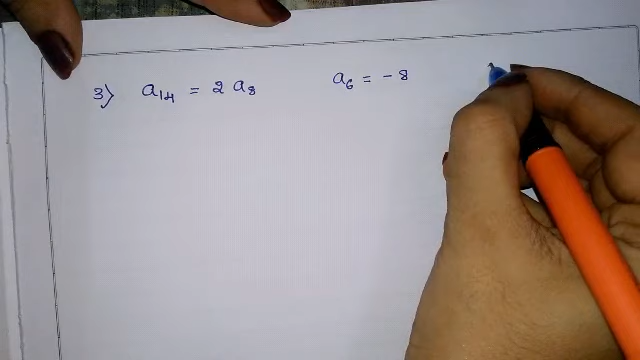 3) a₁₄ = 2 a₈ a₆ = - 8